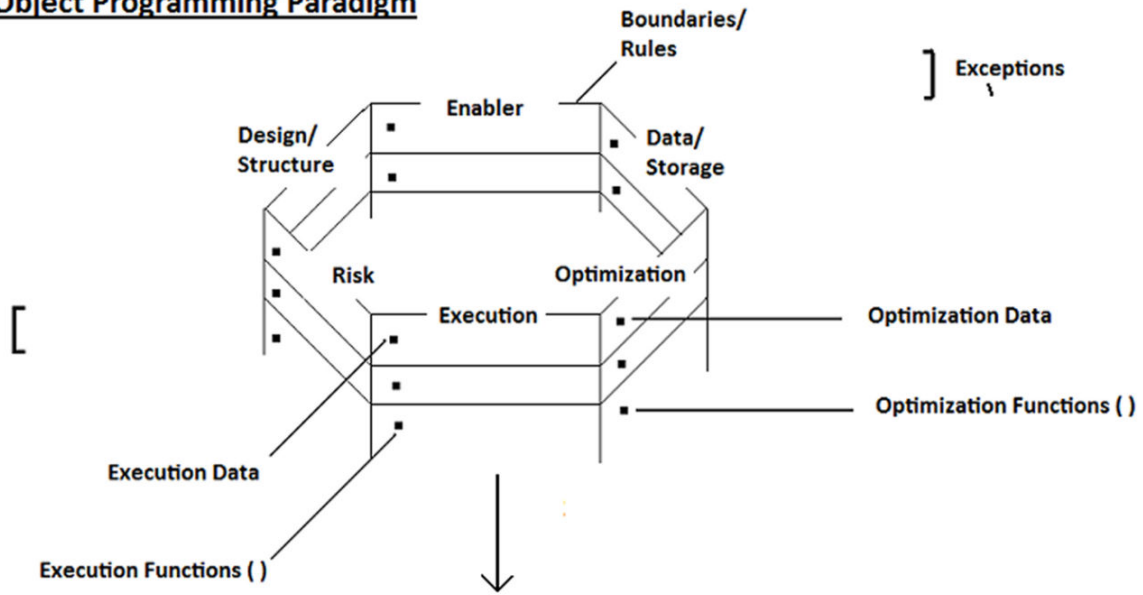 Object Programming Paradigm
Boundaries/
Rules
] Exceptions
\
Enabler
Design/
Structure
Data/
Storage
Risk
Optimization
[
Execution
Optimization Data
Optimization Functions ( )
Execution Data
Execution Functions ( )